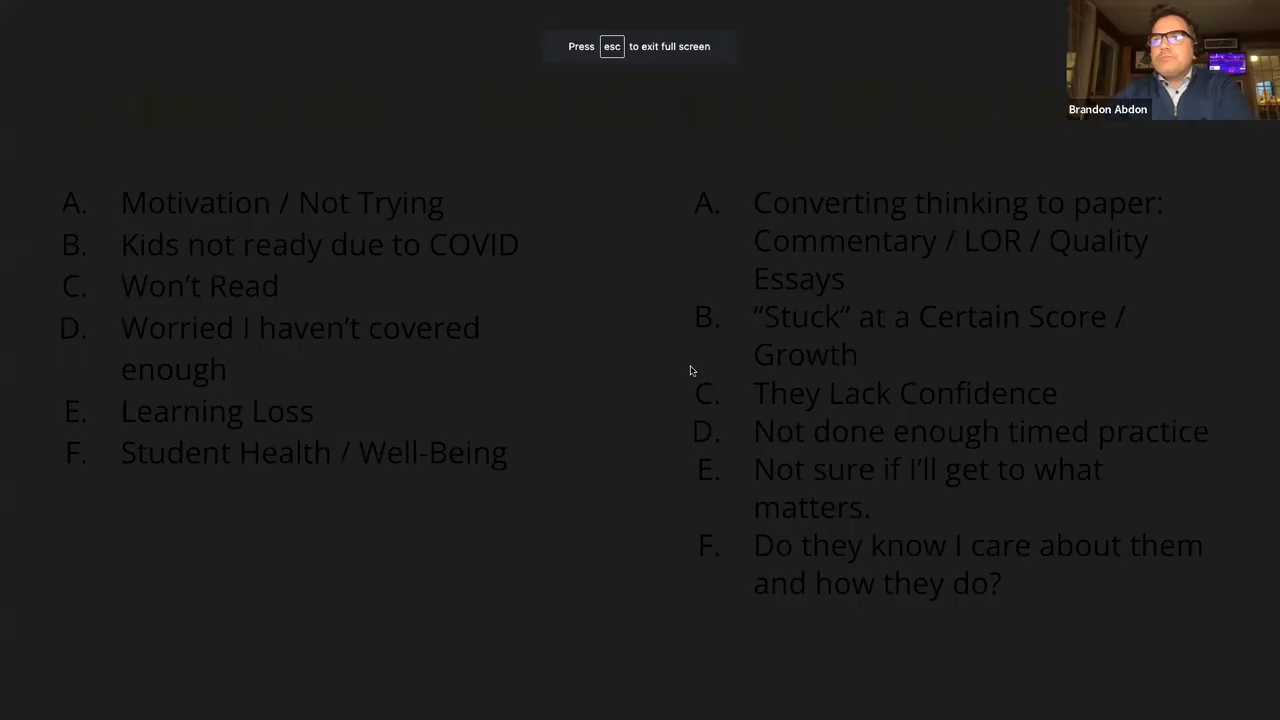 Press esc to exit full screen
Brandon Abdon
A. Motivation / Not Trying
B. Kids not ready due to COVID
C. Won’t Read
D. Worried I haven’t covered
enough
E. Learning Loss
F. Student Health / Well-Being
A. Converting thinking to paper:
Commentary / LOR / Quality
Essays
B. “Stuck” at a Certain Score /
Growth
C. They Lack Confidence
D. Not done enough timed practice
E. Not sure if I’ll get to what
matters.
F. Do they know I care about them
and how they do?